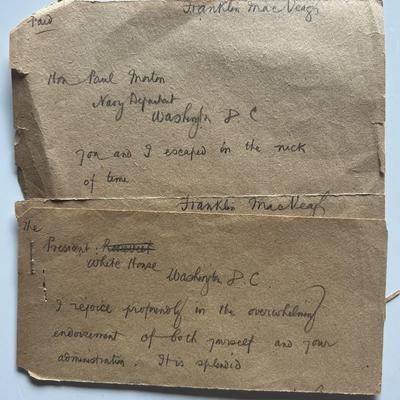 Franklin MacVeagh
Paid
Hon Paul Morton
Navy Department
Washington D C
You and I escaped in the nick
of time
Franklin MacVeagh
The
President Roosevelt
White House
Washington D C
I rejoice profoundly in the overwhelming
endorsement of both yourself and your
administration. It is splendid